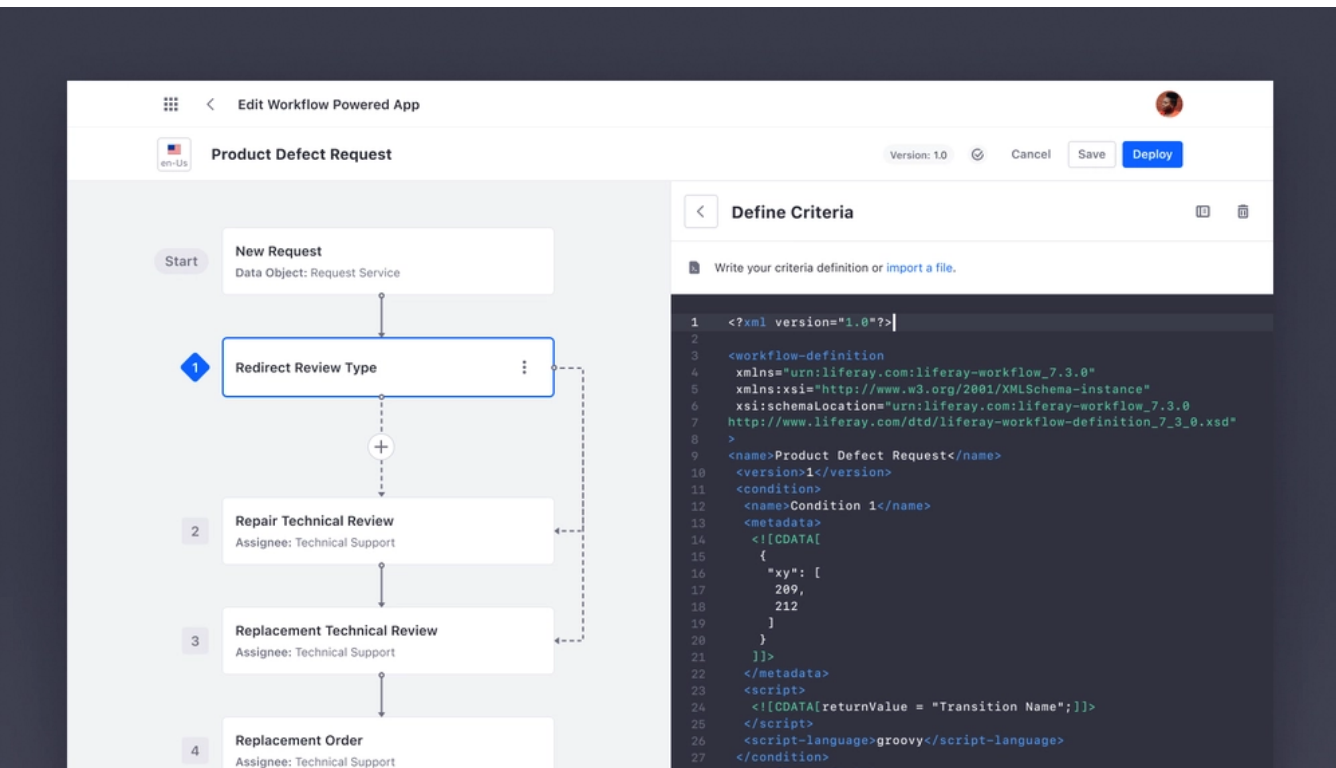 Edit Workflow Powered App
en-Us
Product Defect Request
Version: 1.0
Cancel
Save
Deploy
Start
New Request
Data Object: Request Service
1
Redirect Review Type
2
Repair Technical Review
Assignee: Technical Support
3
Replacement Technical Review
Assignee: Technical Support
4
Replacement Order
Assignee: Technical Support
Define Criteria
Write your criteria definition or import a file.
1 <?xml version="1.0"?>
2
3 <workflow-definition
4 xmlns="urn:liferay.com:liferay-workflow_7.3.0"
5 xmlns:xsi="http://www.w3.org/2001/XMLSchema-instance"
6 xsi:schemaLocation="urn:liferay.com:liferay-workflow_7.3.0
7 http://www.liferay.com/dtd/liferay-workflow-definition_7_3_0.xsd"
8 >
9 <name>Product Defect Request</name>
10 <version>1</version>
11 <condition>
12 <name>Condition 1</name>
13 <metadata>
14 <![CDATA[
15 {
16 "xy": [
17 209,
18 212
19 ]
20 }
21 ]]>
22 </metadata>
23 <script>
24 <![CDATA[returnValue = "Transition Name";]]>
25 </script>
26 <script-language>groovy</script-language>
27 </condition>